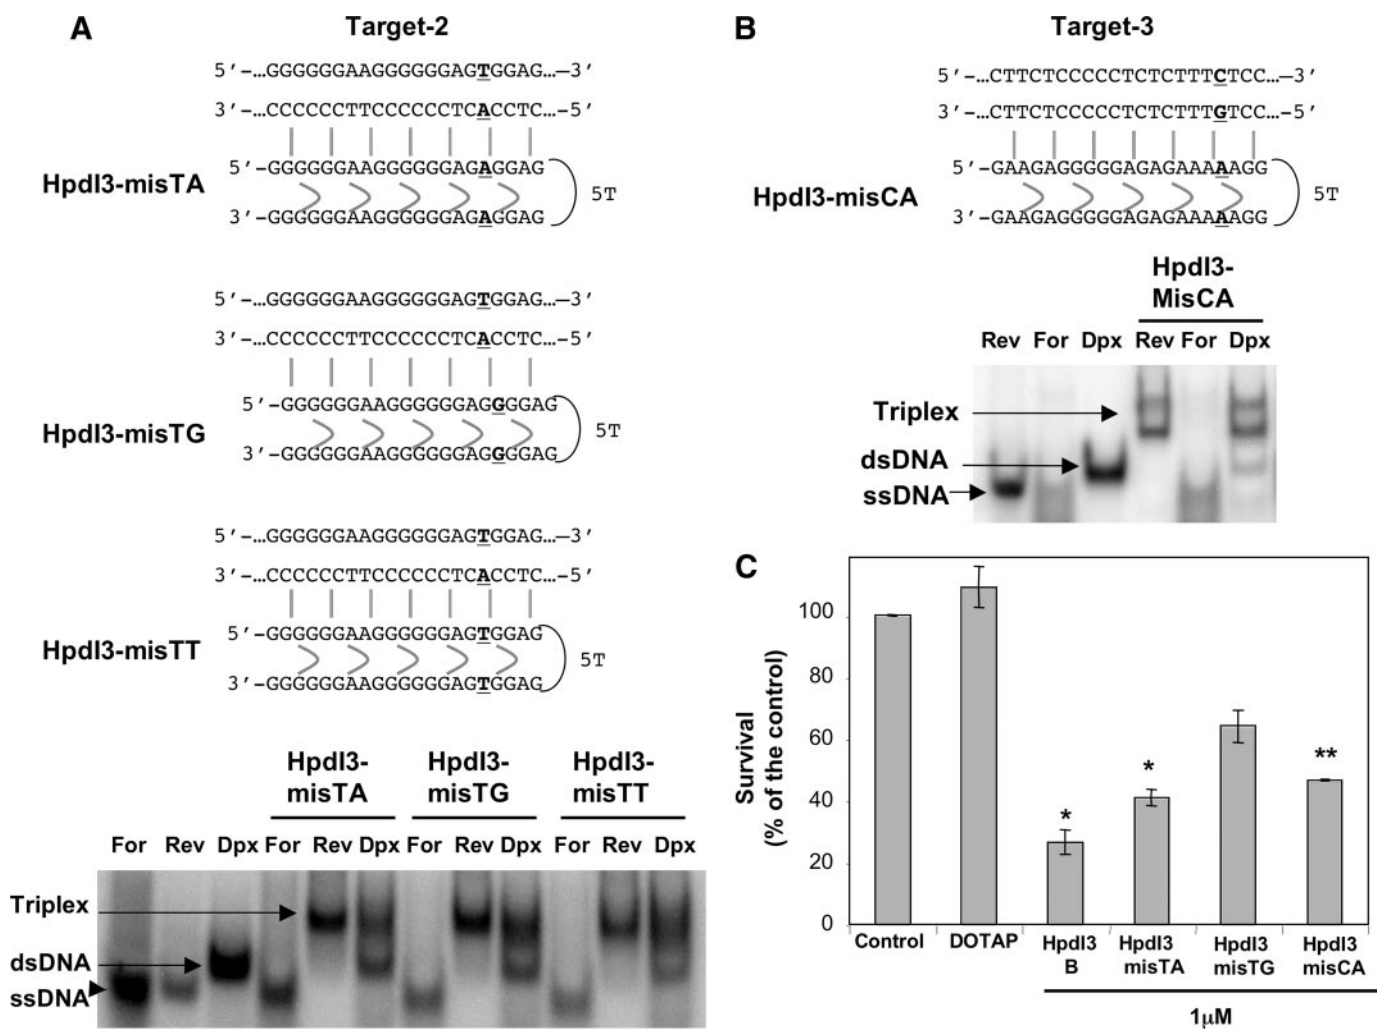 A
Target-2
5′-…GGGGGGAAGGGGGGAGTGGAG…—3′
3′-…CCCCCCTTCCCCCCTCACCTC…-5′
Hpdl3-misTA
5′-GGGGGGAAGGGGGGAGAGGAG
5T
3′-GGGGGGAAGGGGGGAGAGGAG
5′-…GGGGGGAAGGGGGGAGTGGAG…—3′
3′-…CCCCCCTTCCCCCCTCACCTC…—5′
Hpdl3-misTG
5′-GGGGGGAAGGGGGGAGGGGAG
5T
3′-GGGGGGAAGGGGGGAGGGGAG
5′-…GGGGGGAAGGGGGGAGTGGAG…—3′
3′-…CCCCCCTTCCCCCCTCACCTC…-5′
Hpdl3-misTT
5′-GGGGGGAAGGGGGGAGTGGAG
5T
3′-GGGGGGAAGGGGGGAGTGGAG
Hpdl3-misTA
Hpdl3-misTG
Hpdl3-misTT
For Rev Dpx For Rev Dpx For Rev Dpx For Rev Dpx
Triplex
dsDNA
ssDNA
B
Target-3
5′-…CTTCTCCCCCTCTCTTTCTCC…—3′
3′-…CTTCTCCCCCTCTCTTTGTCC…-5′
Hpdl3-misCA
5′-GAAGAGGGGGAGAGAAAAAGG
5T
3′-GAAGAGGGGGAGAGAAAAAGG
Hpdl3-MisCA
Rev For Dpx Rev For Dpx
Triplex
dsDNA
ssDNA
C
Survival
(% of the control)
100
80
60
40
20
0
*
*
**
Control
DOTAP
Hpdl3 B
Hpdl3 misTA
Hpdl3 misTG
Hpdl3 misCA
1µM